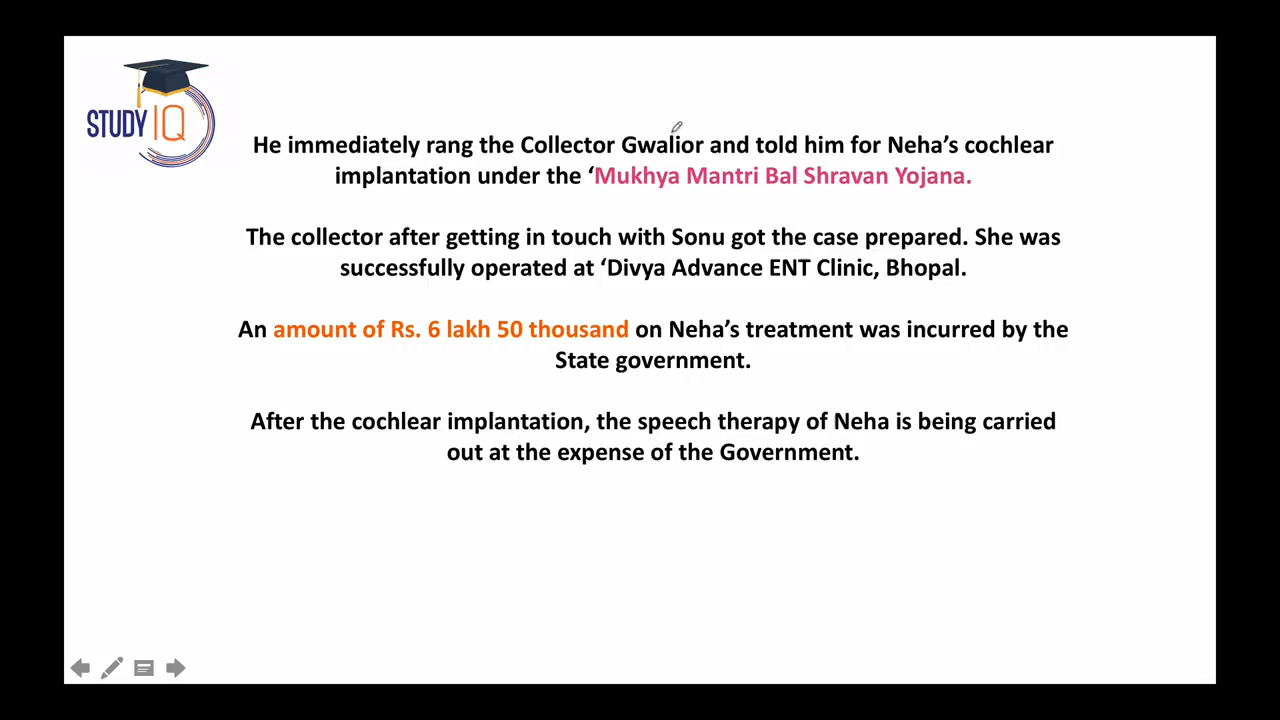 STUDY IQ
He immediately rang the Collector Gwalior and told him for Neha’s cochlear
implantation under the ‘Mukhya Mantri Bal Shravan Yojana.
The collector after getting in touch with Sonu got the case prepared. She was
successfully operated at ‘Divya Advance ENT Clinic, Bhopal.
An amount of Rs. 6 lakh 50 thousand on Neha’s treatment was incurred by the
State government.
After the cochlear implantation, the speech therapy of Neha is being carried
out at the expense of the Government.